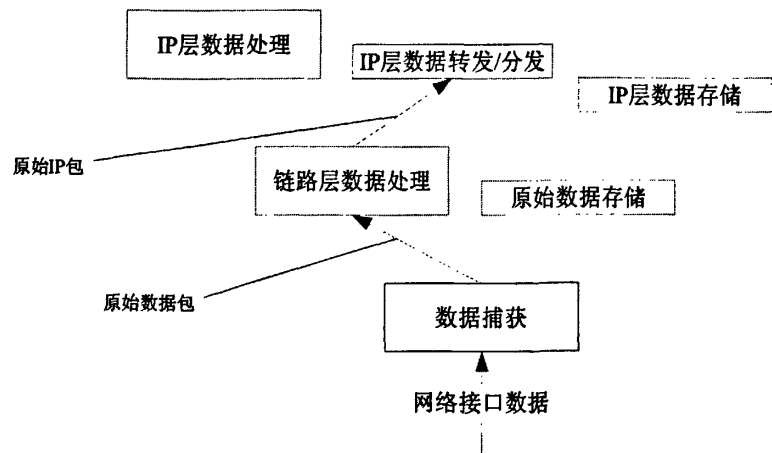 IP层数据处理
IP层数据转发/分发
IP层数据存储
原始IP包
链路层数据处理
原始数据存储
原始数据包
数据捕获
网络接口数据